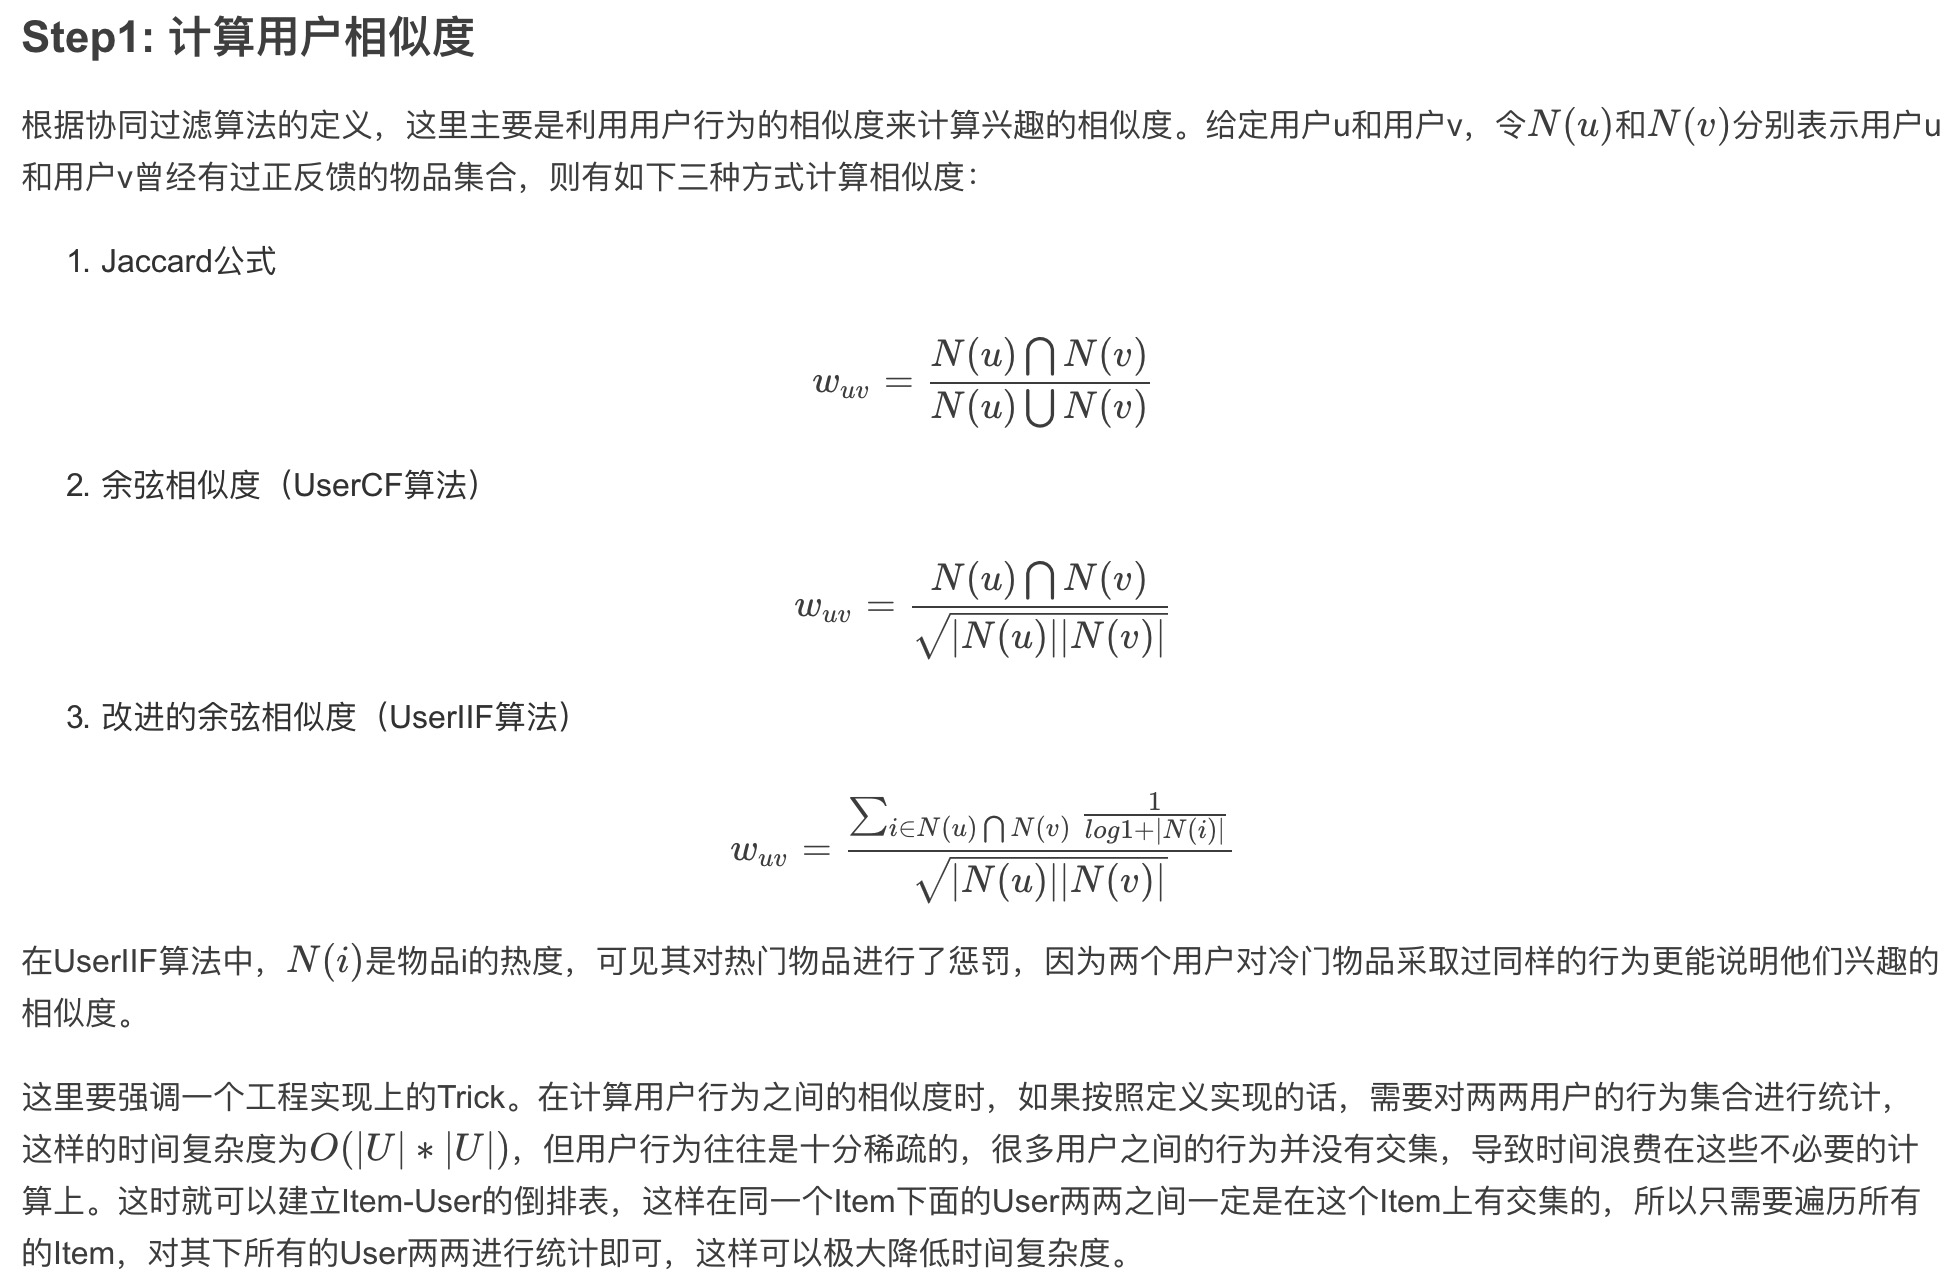 Step1: 计算用户相似度
根据协同过滤算法的定义，这里主要是利用用户行为的相似度来计算兴趣的相似度。给定用户u和用户v，令N(u)和N(v)分别表示用户u
和用户v曾经有过正反馈的物品集合，则有如下三种方式计算相似度：
1. Jaccard公式
w_{uv} = \frac{N(u) \bigcap N(v)}{N(u) \bigcup N(v)}
2. 余弦相似度（UserCF算法）
w_{uv} = \frac{N(u) \bigcap N(v)}{\sqrt{|N(u)||N(v)|}}
3. 改进的余弦相似度（UserIIF算法）
w_{uv} = \frac{\sum_{i \in N(u) \bigcap N(v)} \frac{1}{log1+|N(i)|}}{\sqrt{|N(u)||N(v)|}}
在UserIIF算法中，N(i)是物品i的热度，可见其对热门物品进行了惩罚，因为两个用户对冷门物品采取过同样的行为更能说明他们兴趣的
相似度。
这里要强调一个工程实现上的Trick。在计算用户行为之间的相似度时，如果按照定义实现的话，需要对两两用户的行为集合进行统计，
这样的时间复杂度为O(|U| * |U|)，但用户行为往往是十分稀疏的，很多用户之间的行为并没有交集，导致时间浪费在这些不必要的计
算上。这时就可以建立Item-User的倒排表，这样在同一个Item下面的User两两之间一定是在这个Item上有交集的，所以只需要遍历所有
的Item，对其下所有的User两两进行统计即可，这样可以极大降低时间复杂度。